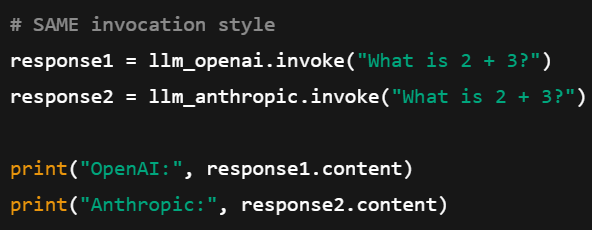 # SAME invocation style
response1 = llm_openai.invoke("What is 2 + 3?")
response2 = llm_anthropic.invoke("What is 2 + 3?")
print("OpenAI:", response1.content)
print("Anthropic:", response2.content)